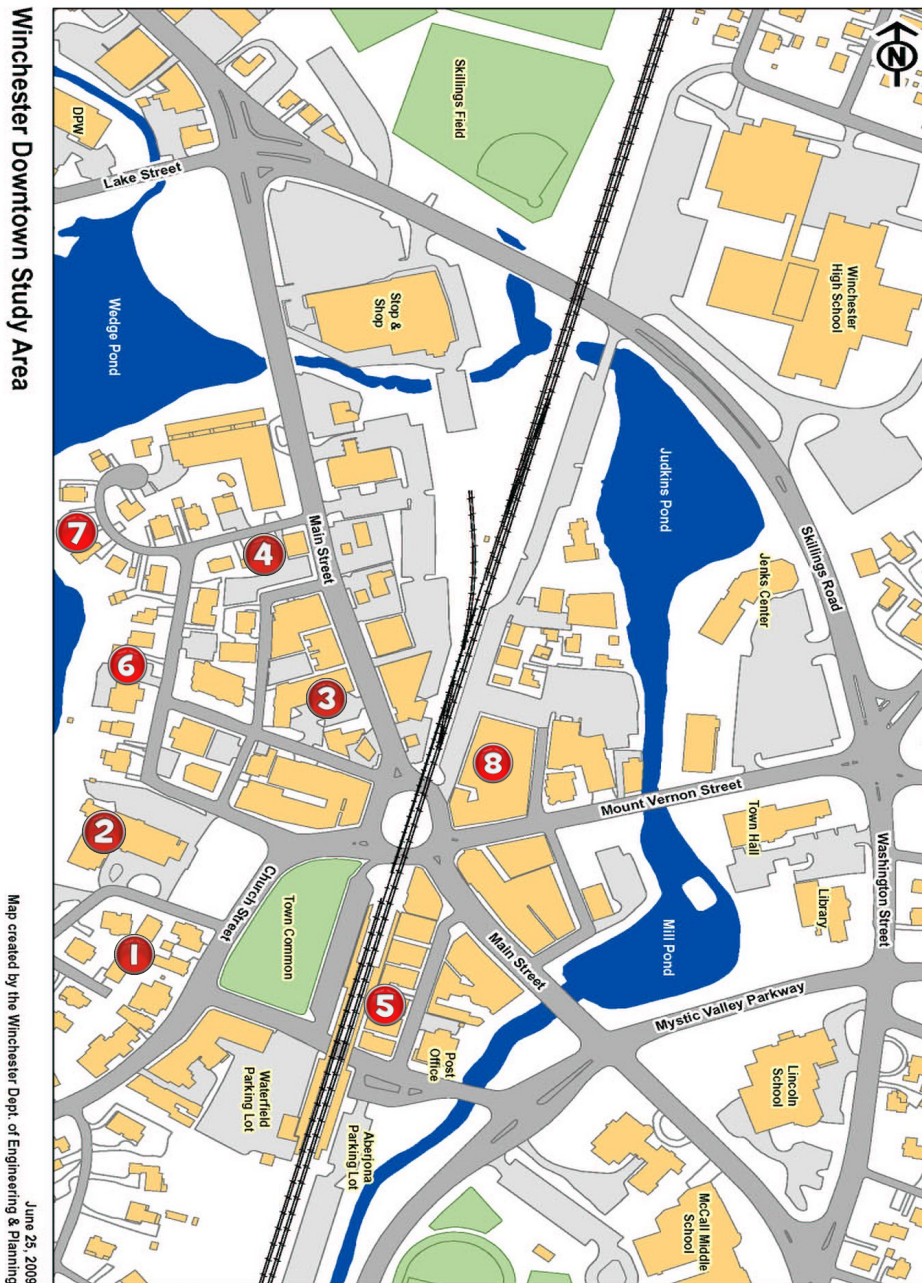 Winchester Downtown Study Area
N
DPW
Lake Street
Skillings Field
Winchester
High School
Stop &
Shop
Wedge Pond
Judkins Pond
Skillings Road
Jenks Center
Main Street
7
4
6
3
8
2
1
5
Mount Vernon Street
Town Hall
Library
Washington Street
Church Street
Town Common
Main Street
Mill Pond
Mystic Valley Parkway
Post
Office
Lincoln
School
Waterfield
Parking Lot
Aberjona
Parking Lot
McCall Middle
School
Map created by the Winchester Dept. of Engineering & Planning
June 25, 2009